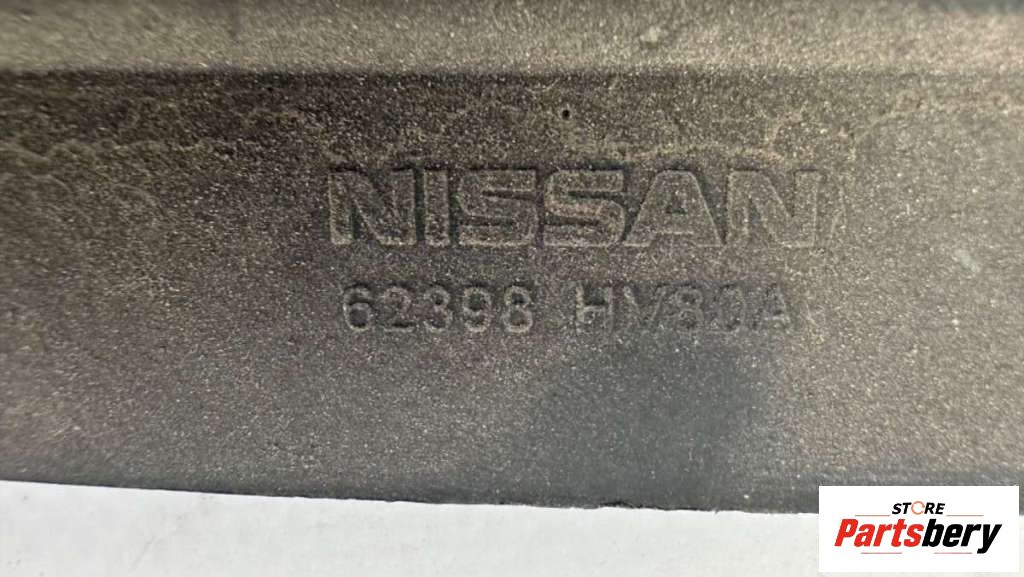 NISSAN
62398 HV80A
STORE
Partsbery